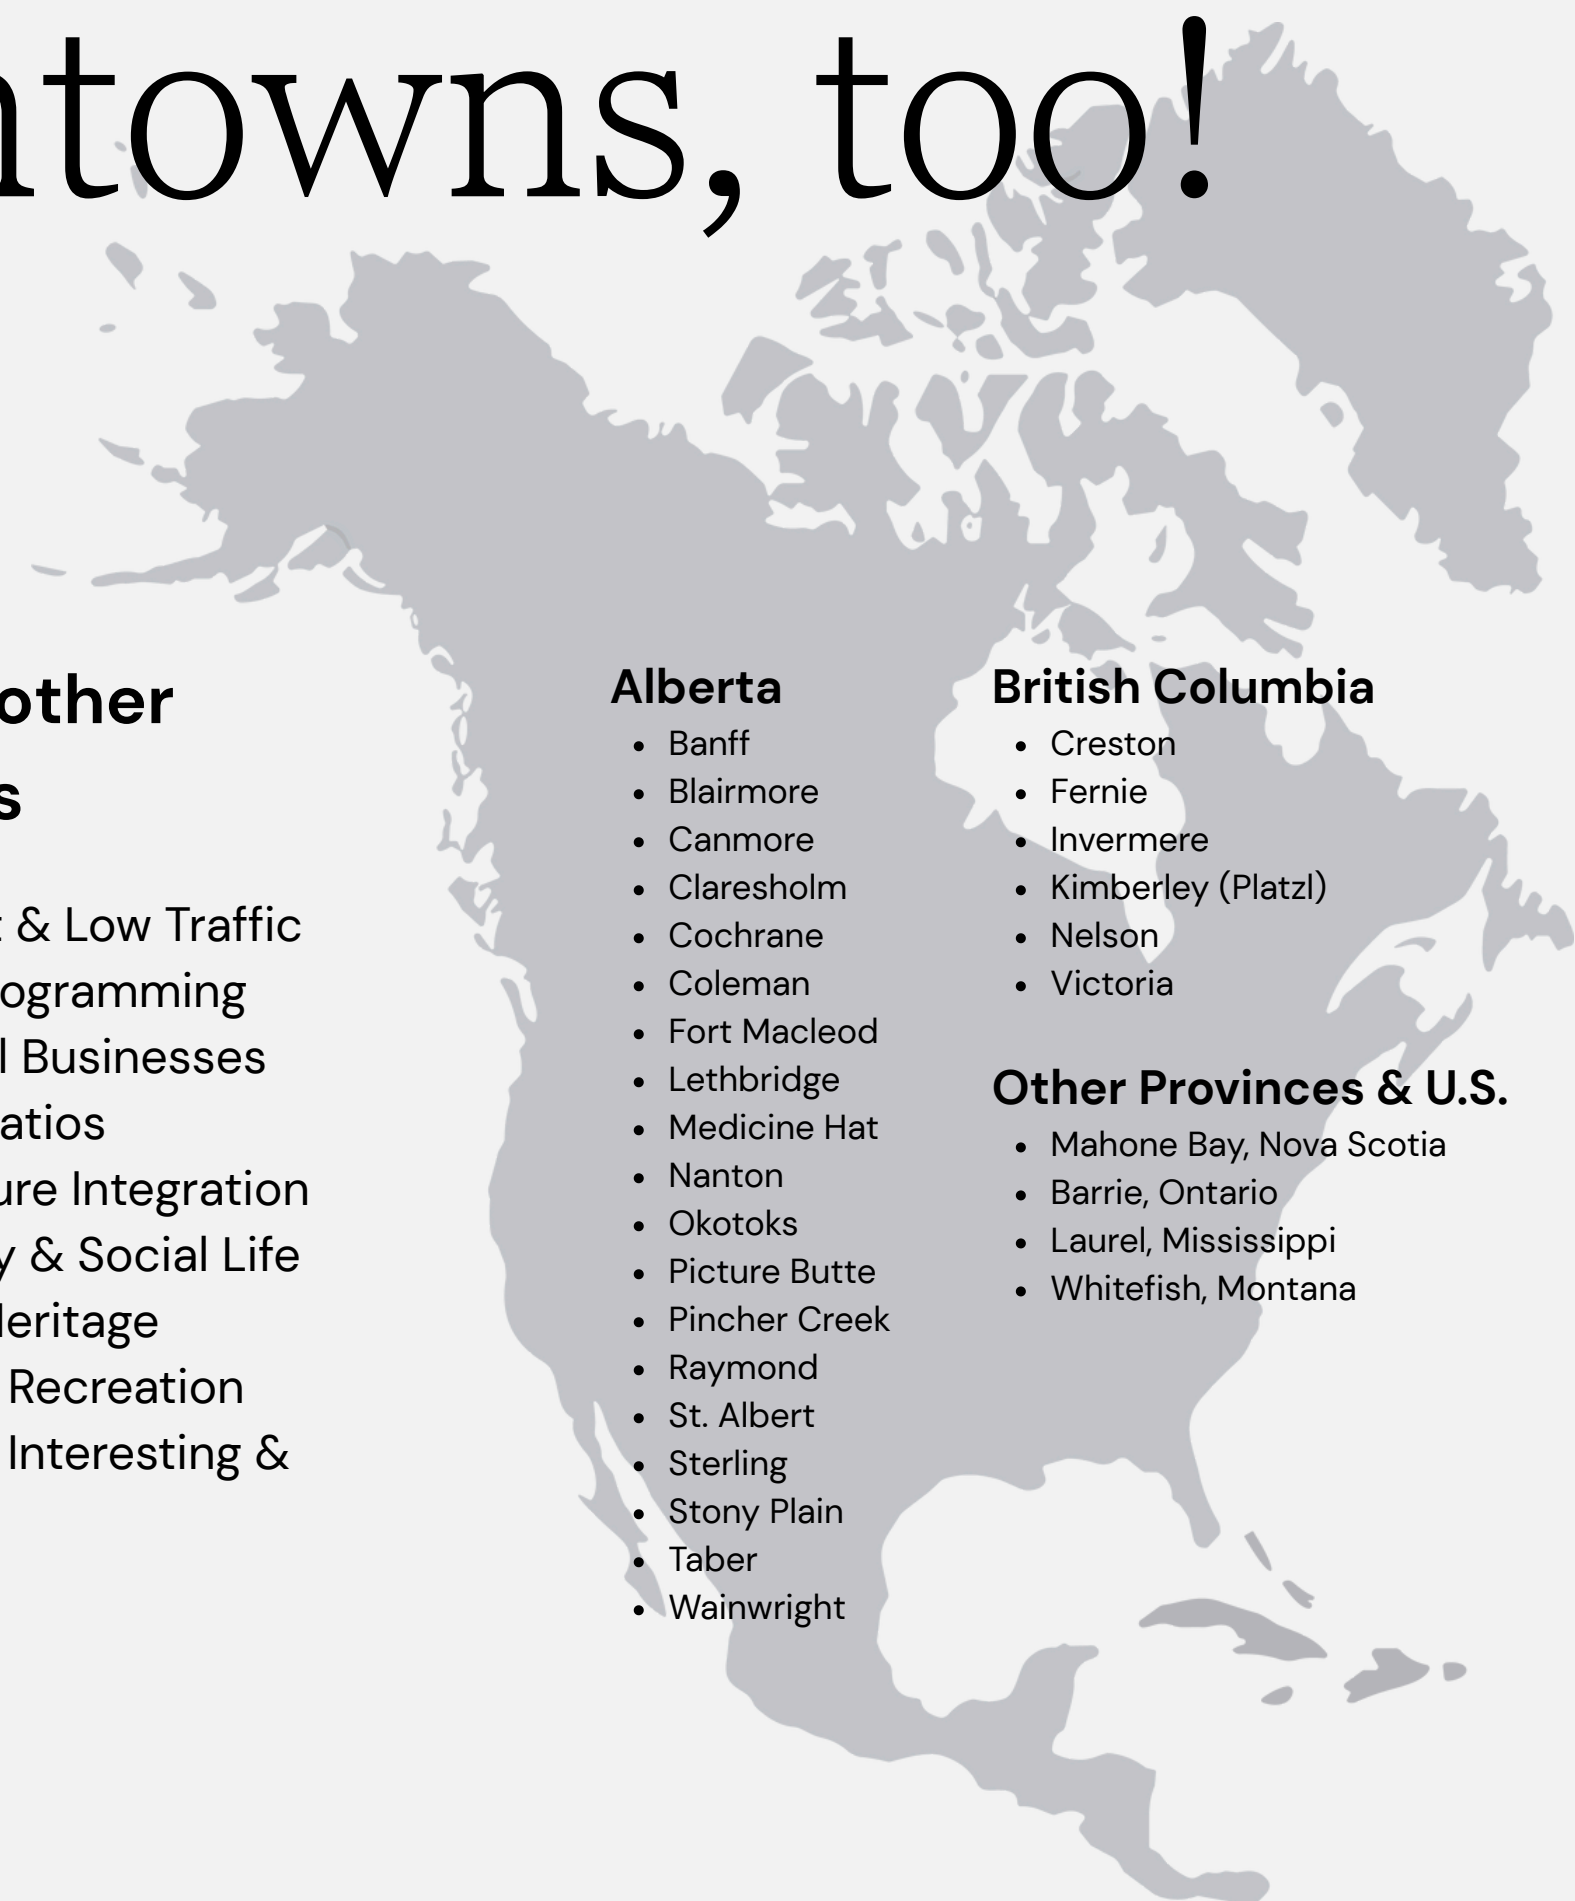 ntowns, too!
other
s
t & Low Traffic
ogramming
l Businesses
atios
ure Integration
y & Social Life
Heritage
Recreation
Interesting &
Alberta
• Banff
• Blairmore
• Canmore
• Claresholm
• Cochrane
• Coleman
• Fort Macleod
• Lethbridge
• Medicine Hat
• Nanton
• Okotoks
• Picture Butte
• Pincher Creek
• Raymond
• St. Albert
• Sterling
• Stony Plain
• Taber
• Wainwright
British Columbia
• Creston
• Fernie
• Invermere
• Kimberley (Platzl)
• Nelson
• Victoria
Other Provinces & U.S.
• Mahone Bay, Nova Scotia
• Barrie, Ontario
• Laurel, Mississippi
• Whitefish, Montana